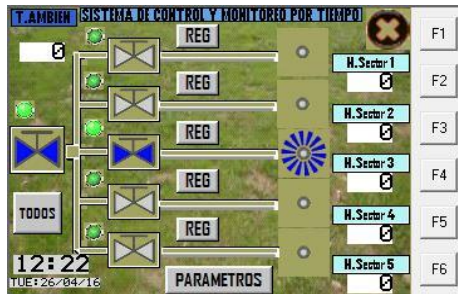 T.AMBIEN
SISTEMA DE CONTROL Y MONITOREO POR TIEMPO
F1
0
REG
H.Sector 1
0
F2
REG
H.Sector 2
0
F3
REG
H.Sector 3
0
F4
REG
TODOS
H.Sector 4
0
F5
REG
12:22
H.Sector 5
0
F6
TUE:26/04/16
PARAMETROS